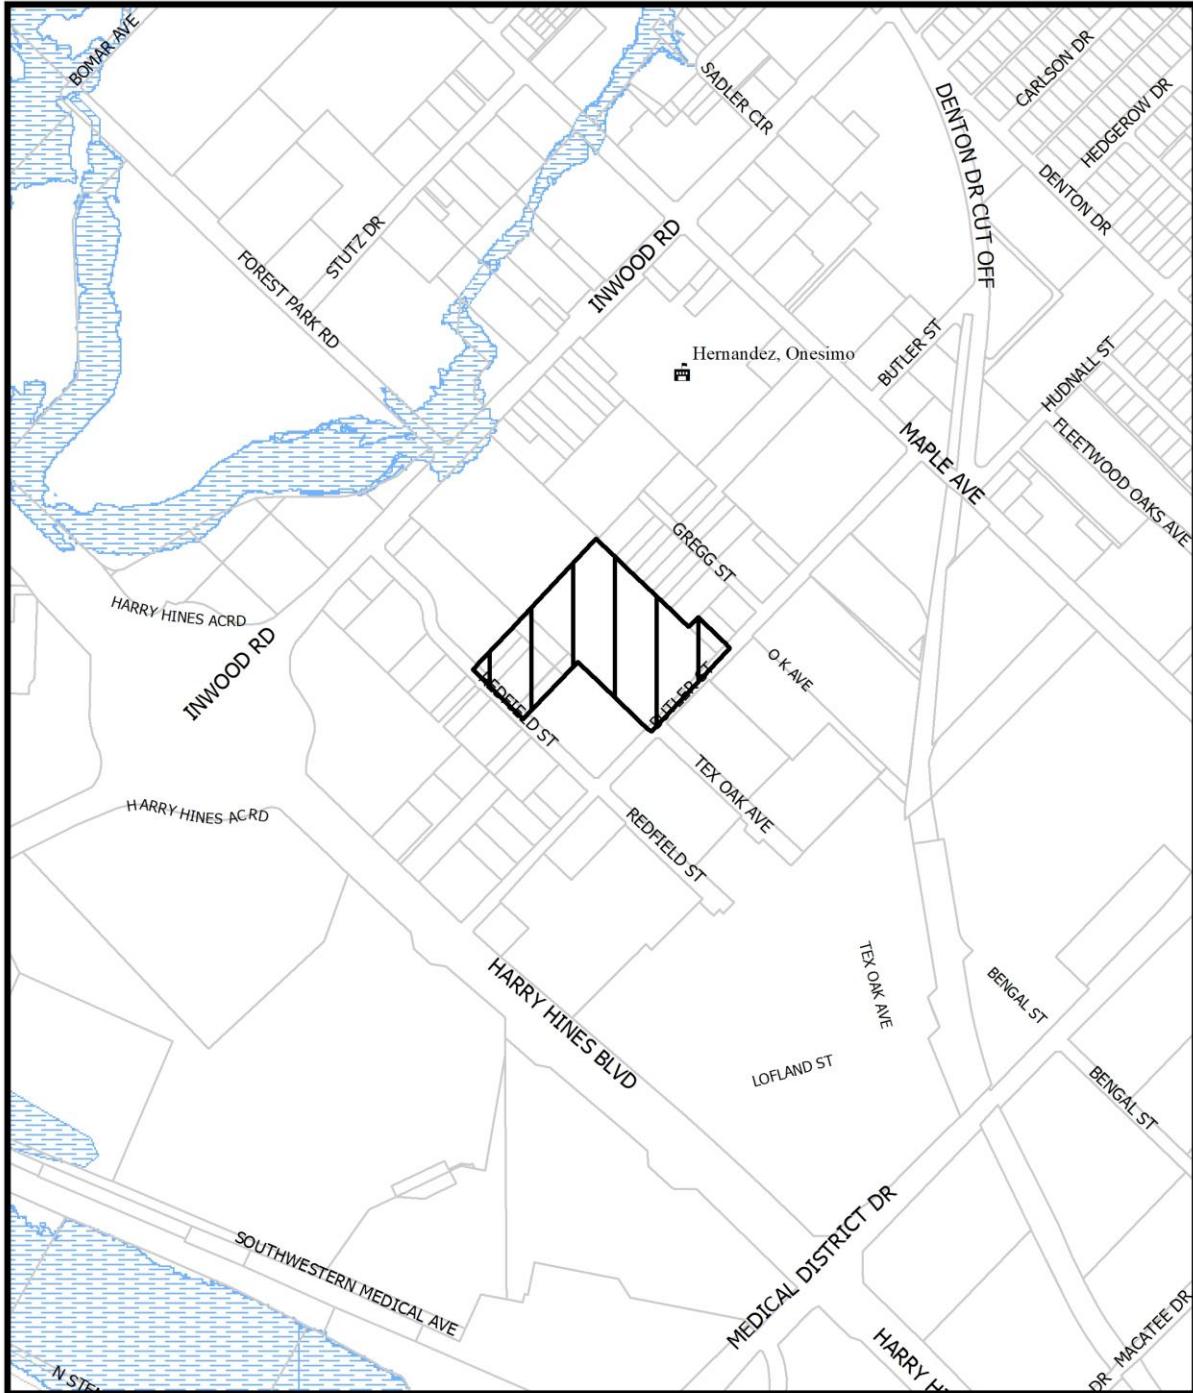 BOMAR AVE
CARLSON DR
SADLER CIR
HEDGEROW DR
DENTON DR CUT OFF
DENTON DR
STUTZ DR
INWOOD RD
FOREST PARK RD
Hernandez, Onesimo
BUTLER ST
HUDNALL ST
MAPLE AVE
FLEETWOOD OAKS AVE
GREGG ST
HARRY HINES ACRD
INWOOD RD
O K AVE
BUTLER ST
REDFIELD ST
TEX OAK AVE
HARRY HINES ACRD
REDFIELD ST
TEX OAK AVE
BENGAL ST
HARRY HINES BLVD
LOFLAND ST
BENGAL ST
SOUTHWESTERN MEDICAL AVE
MEDICAL DISTRICT DR
MACATEE DR
HARRY H
N STE
DR